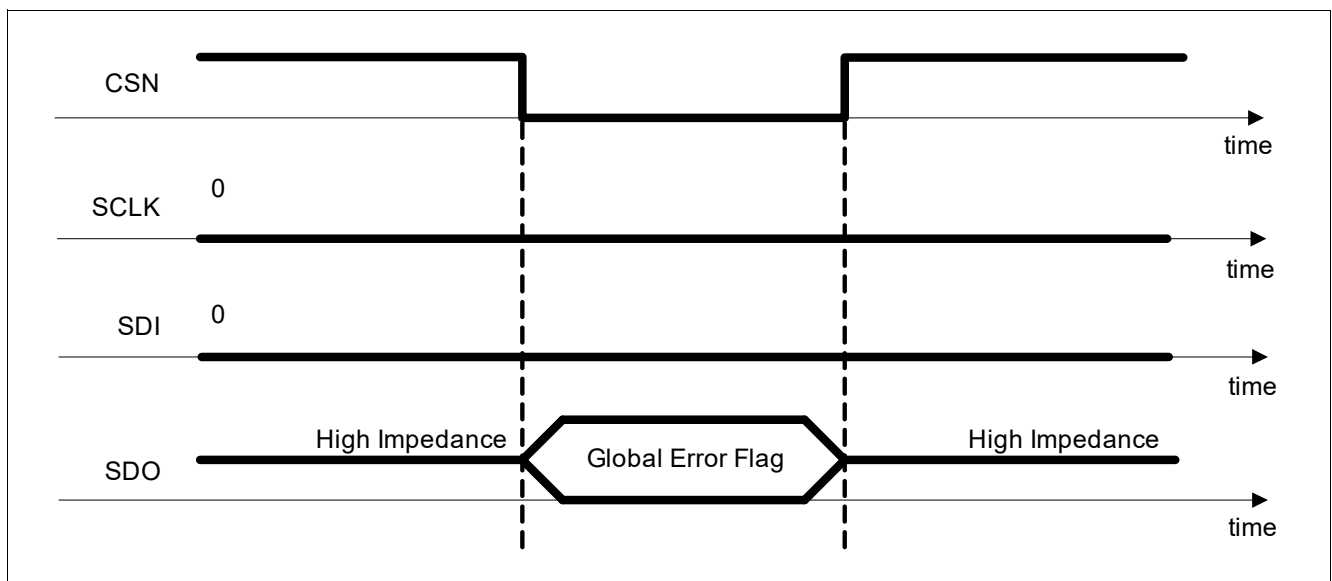 CSN
time
0
SCLK
time
0
SDI
time
High Impedance
Global Error Flag
High Impedance
SDO
time